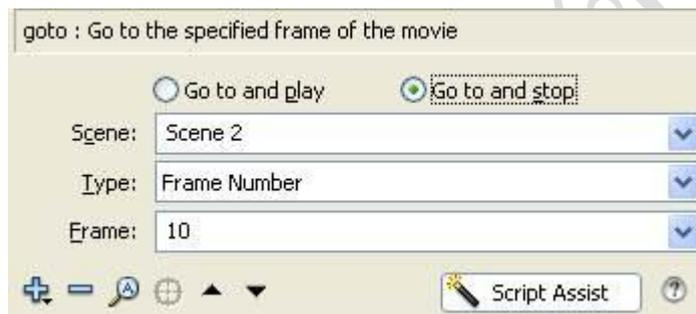 goto : Go to the specified frame of the movie
Go to and play Go to and stop
Scene: Scene 2
Type: Frame Number
Frame: 10
Script Assist ?